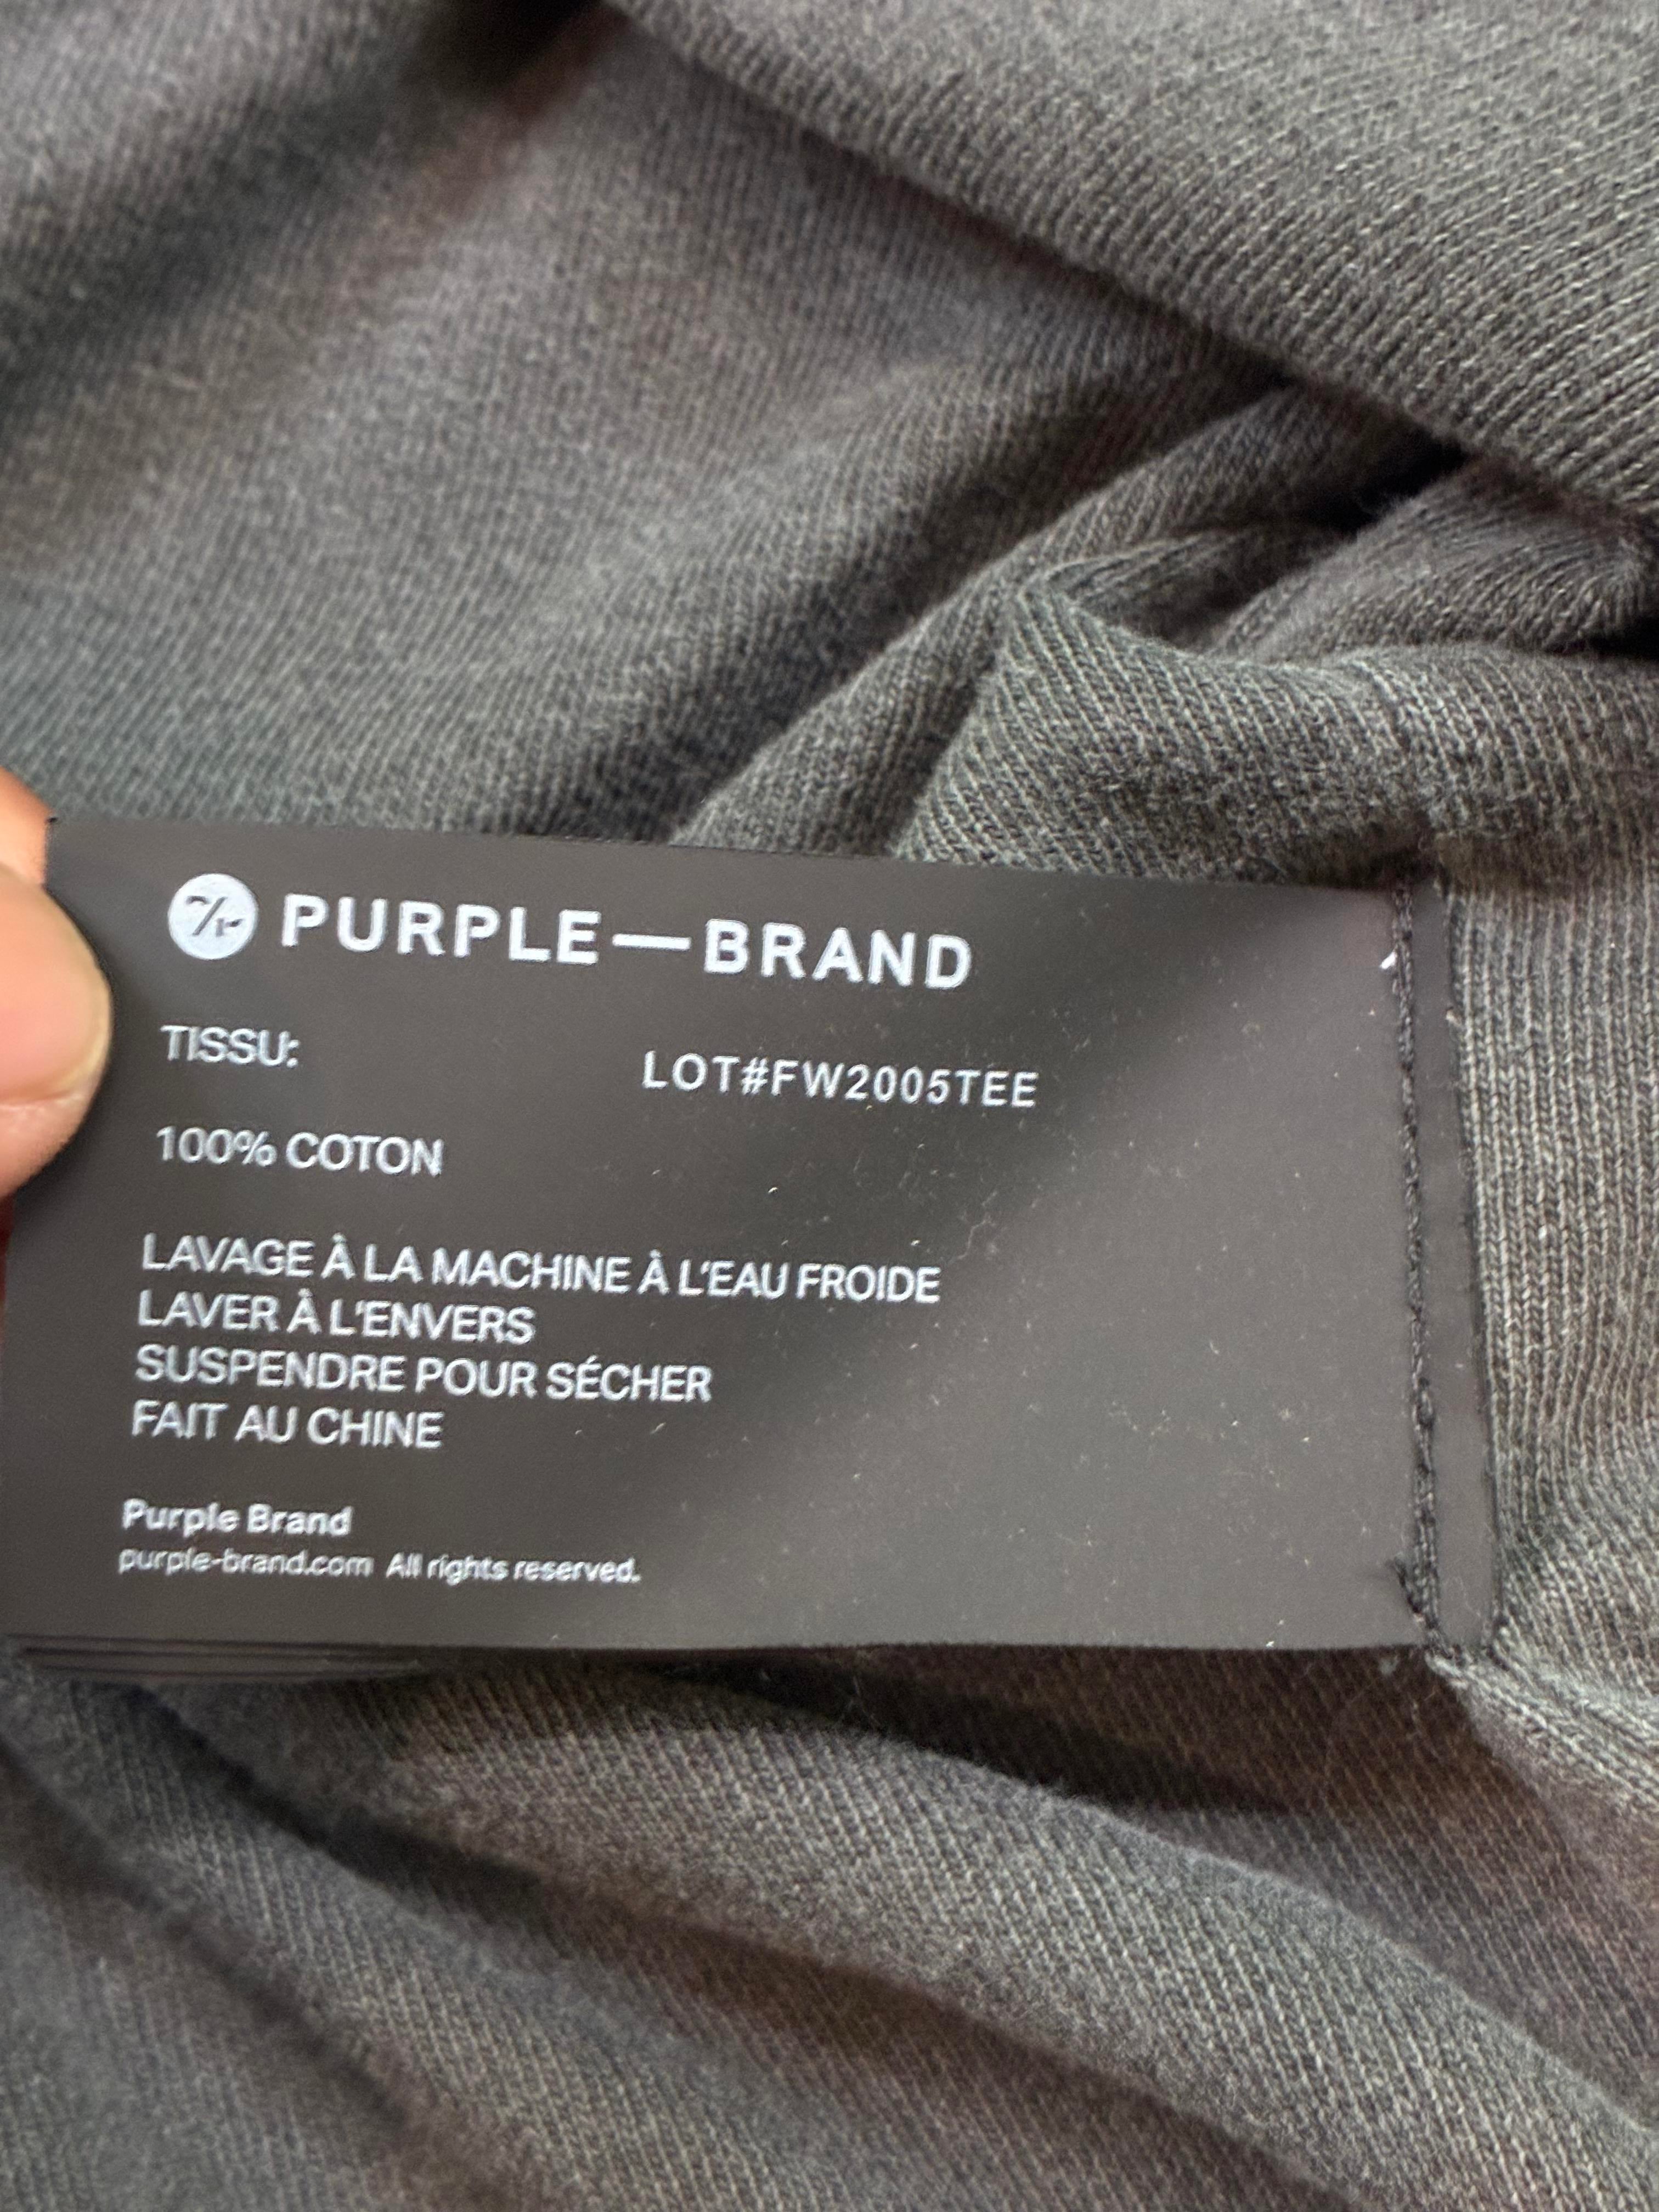 PURPLE—BRAND
TISSU:
LOT#FW2005TEE
100% COTON
LAVAGE À LA MACHINE À L'EAU FROIDE
LAVER À L'ENVERS
SUSPENDRE POUR SÉCHER
FAIT AU CHINE
Purple Brand
purple-brand.com All rights reserved.